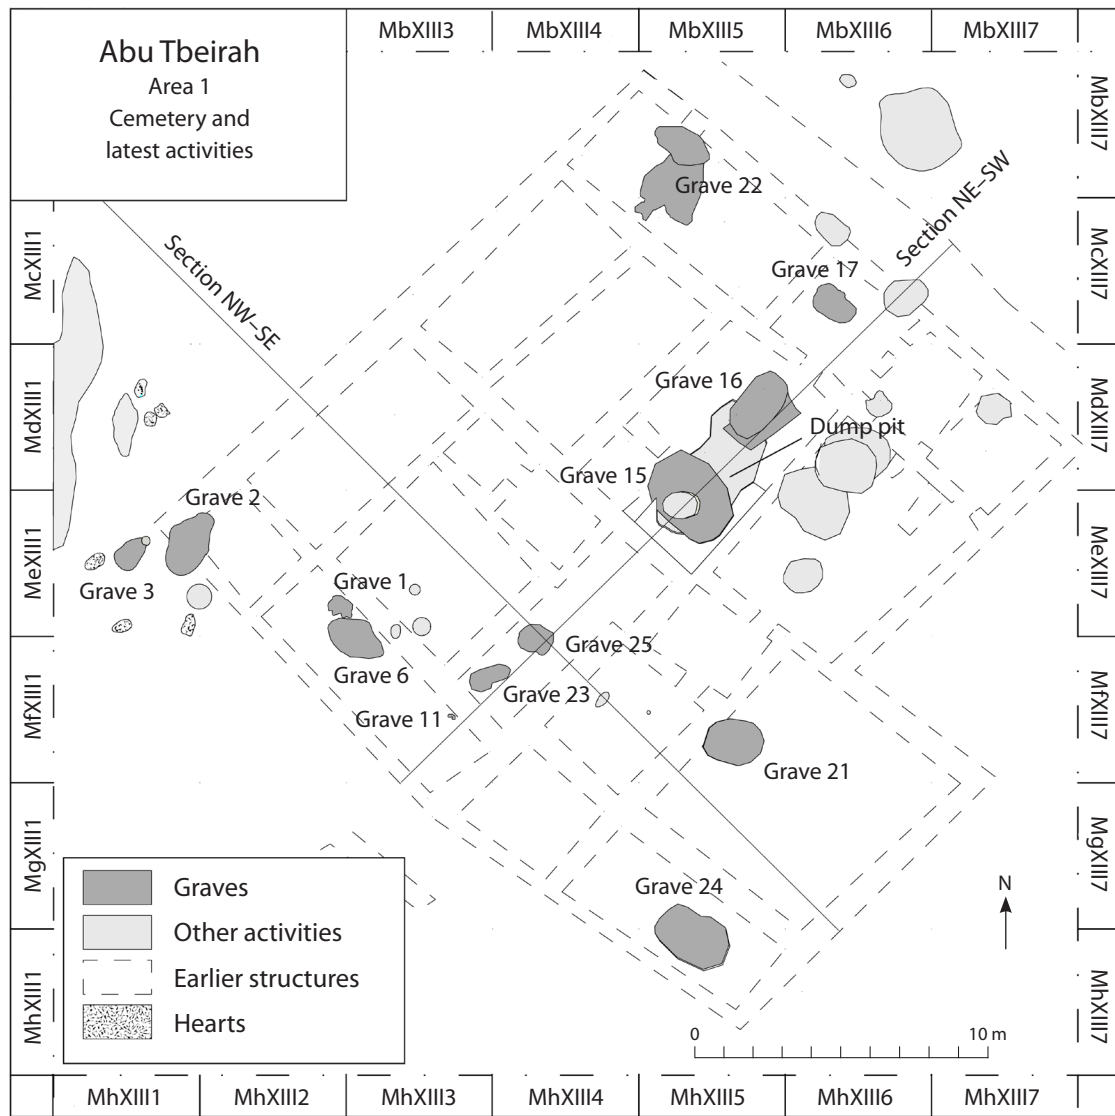 MbXIII3
MbXIII4
MbXIII5
MbXIII6
MbXIII7
Abu Tbeirah
Area 1
Cemetery and
latest activities
MbXIII7
McXIII7
MdXIII7
MeXIII7
MfXIII7
MgXIII7
MhXIII7
McXIII1
MdXIII1
MeXIII1
MfXIII1
MgXIII1
MhXIII1
Section NW–SE
Section NE–SW
Grave 22
Grave 17
Grave 16
Dump pit
Grave 15
Grave 2
Grave 3
Grave 1
Grave 6
Grave 25
Grave 23
Grave 11
Grave 21
Grave 24
N
0
10 m
Graves
Other activities
Earlier structures
Hearts
MhXIII1
MhXIII2
MhXIII3
MhXIII4
MhXIII5
MhXIII6
MhXIII7